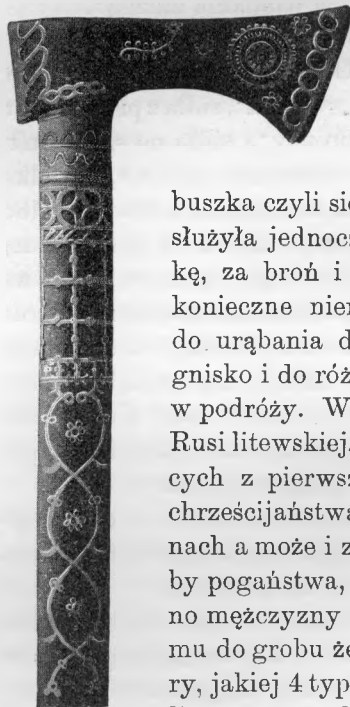 buszka czyli sie
służyła jednocz
kę, za broń i
konieczne nie
do urąbania d
gnisko i do róż
w podróży. W
Rusi litewskiej.
cych z pierwsz
chrześcijaństwa
nach a może i z
by pogaństwa,
no mężczyzny
mu do grobu że
ry, jakiej 4 typ